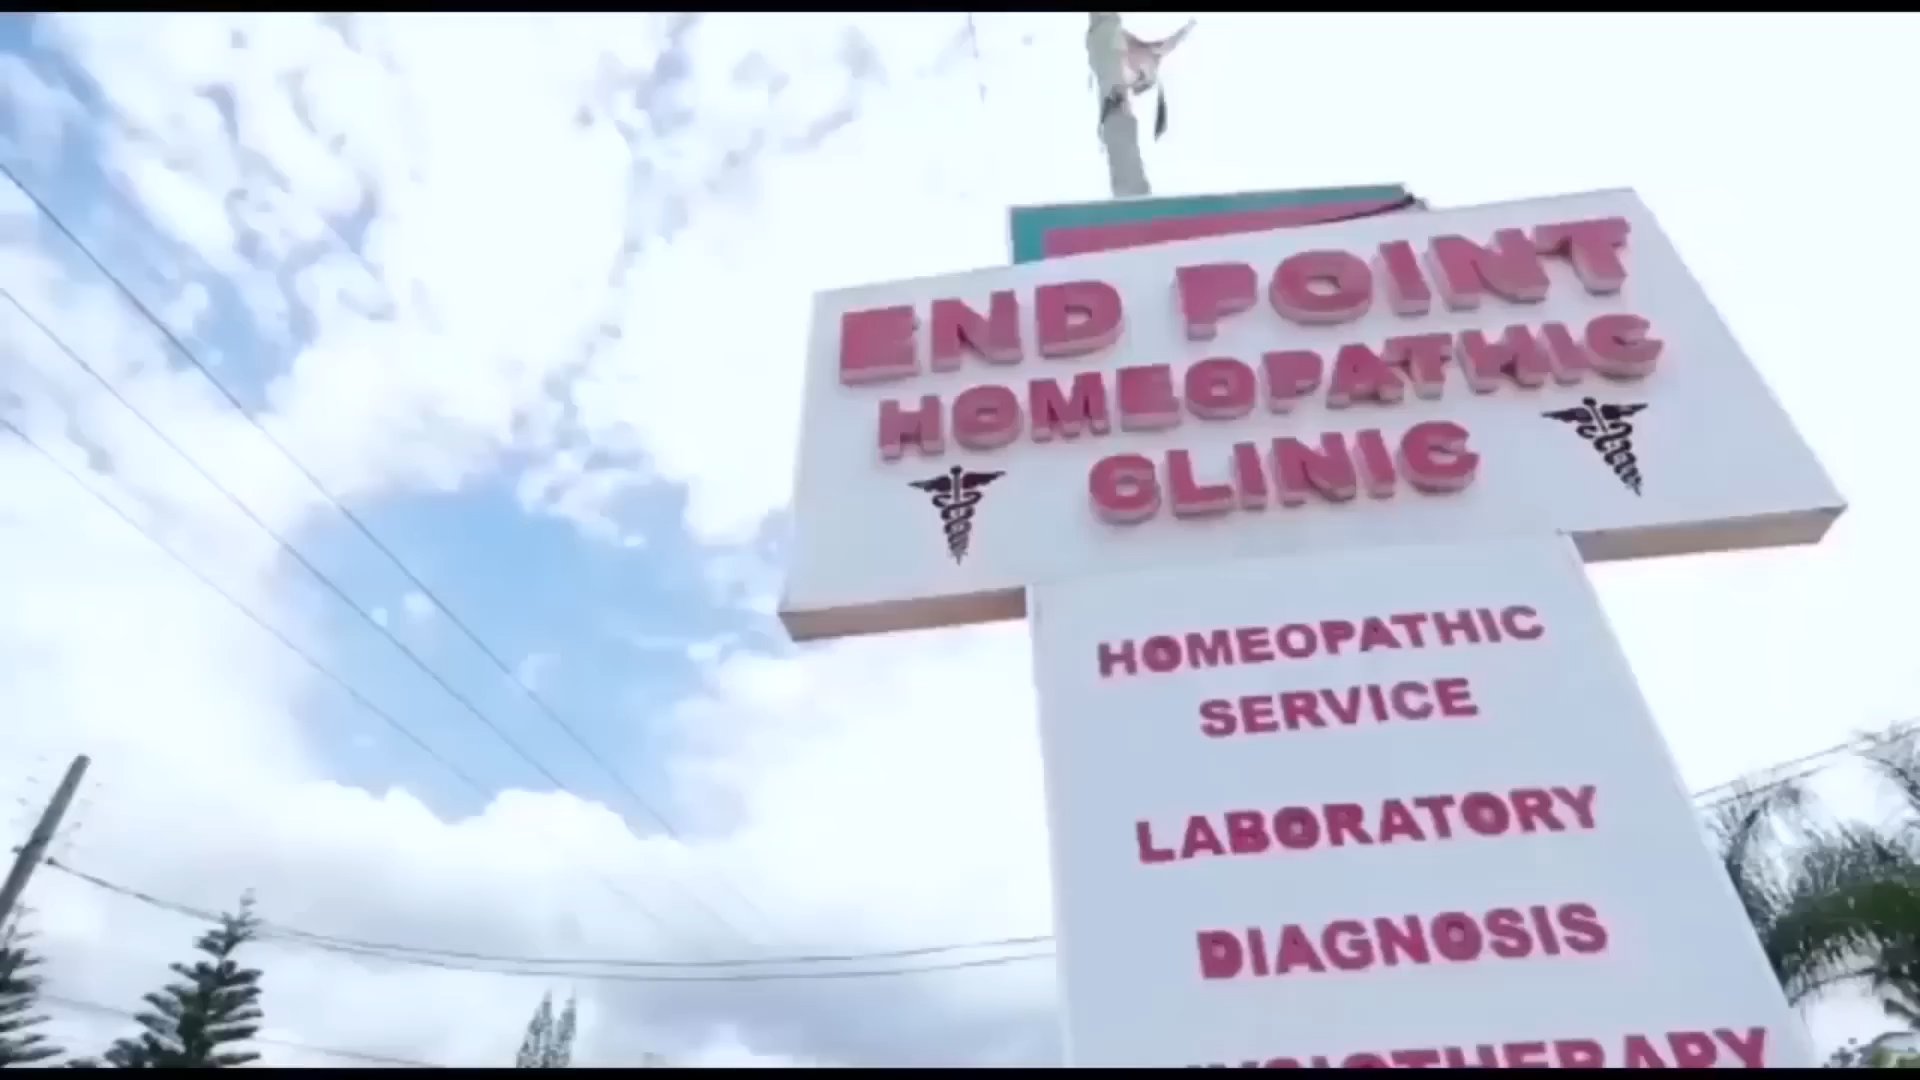 END POINT
HOMEOPATHIC
CLINIC
HOMEOPATHIC
SERVICE
LABORATORY
DIAGNOSIS